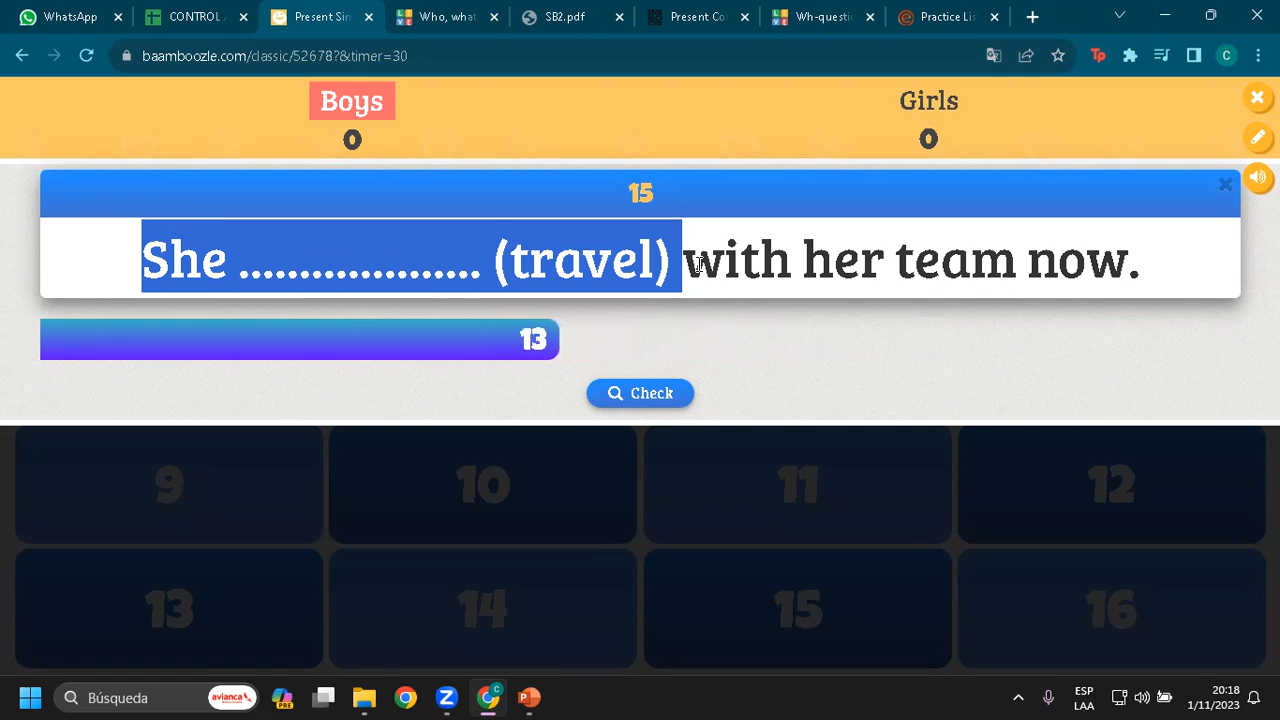 WhatsApp
CONTROL A
Present Sin
Who, what
SB2.pdf
Present Co
Wh-questi
Practice Lis
baamboozle.com/classic/52678?&timer=30
Tp
C
Boys
Girls
0
0
15
She .................... (travel) with her team now.
13
Check
9
10
11
12
13
14
15
16
Búsqueda
avianca
PRE
LAA
20:18
11/2023